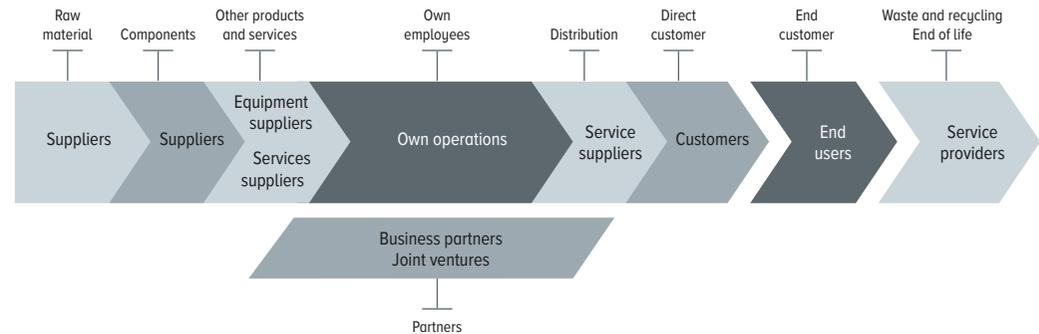 Raw
material
Components
Other products
and services
Own
employees
Distribution
Direct
customer
End
customer
Waste and recycling
End of life
Suppliers
Suppliers
Equipment
suppliers
Services
suppliers
Own operations
Service
suppliers
Customers
End
users
Service
providers
Business partners
Joint ventures
Partners